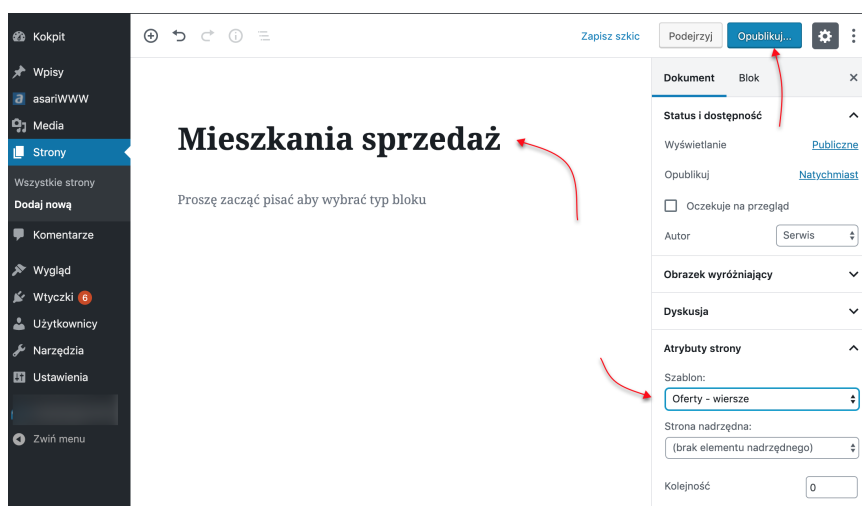 Kokpit
Wpisy
asariWWW
Media
Strony
Wszystkie strony
Dodaj nową
Komentarze
Wygląd
Wtyczki 6
Użytkownicy
Narzędzia
Ustawienia
Zwiń menu
Zapisz szkic
Podejrzyj
Opublikuj...
Mieszkania sprzedaż
Proszę zacząć pisać aby wybrać typ bloku
Dokument Blok
Status i dostępność
Wyświetlanie Publiczne
Opublikuj Natychmiast
Oczekuje na przegląd
Autor Serwis
Obrazek wyróżniający
Dyskusja
Atrybuty strony
Szablon:
Oferty - wiersze
Strona nadrzędna:
(brak elementu nadrzędnego)
Kolejność 0